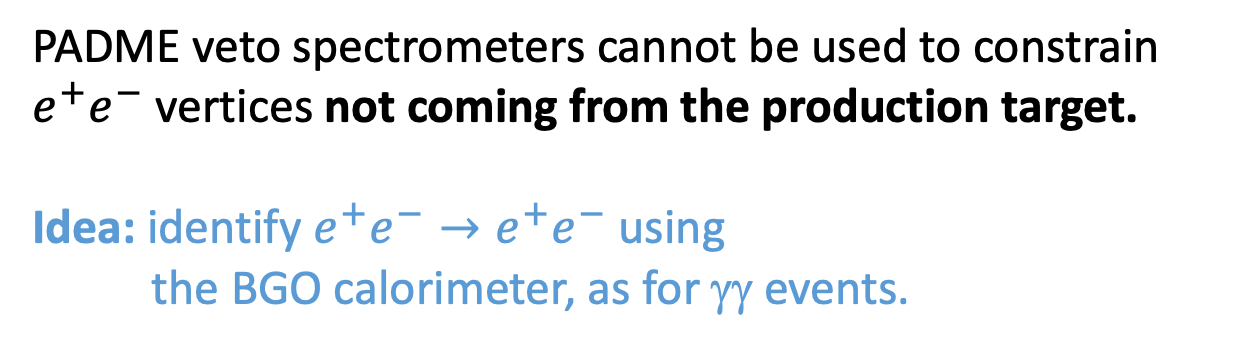 PADME veto spectrometers cannot be used to constrain
e⁺e⁻ vertices not coming from the production target.
Idea: identify e⁺e⁻ → e⁺e⁻ using
the BGO calorimeter, as for γγ events.